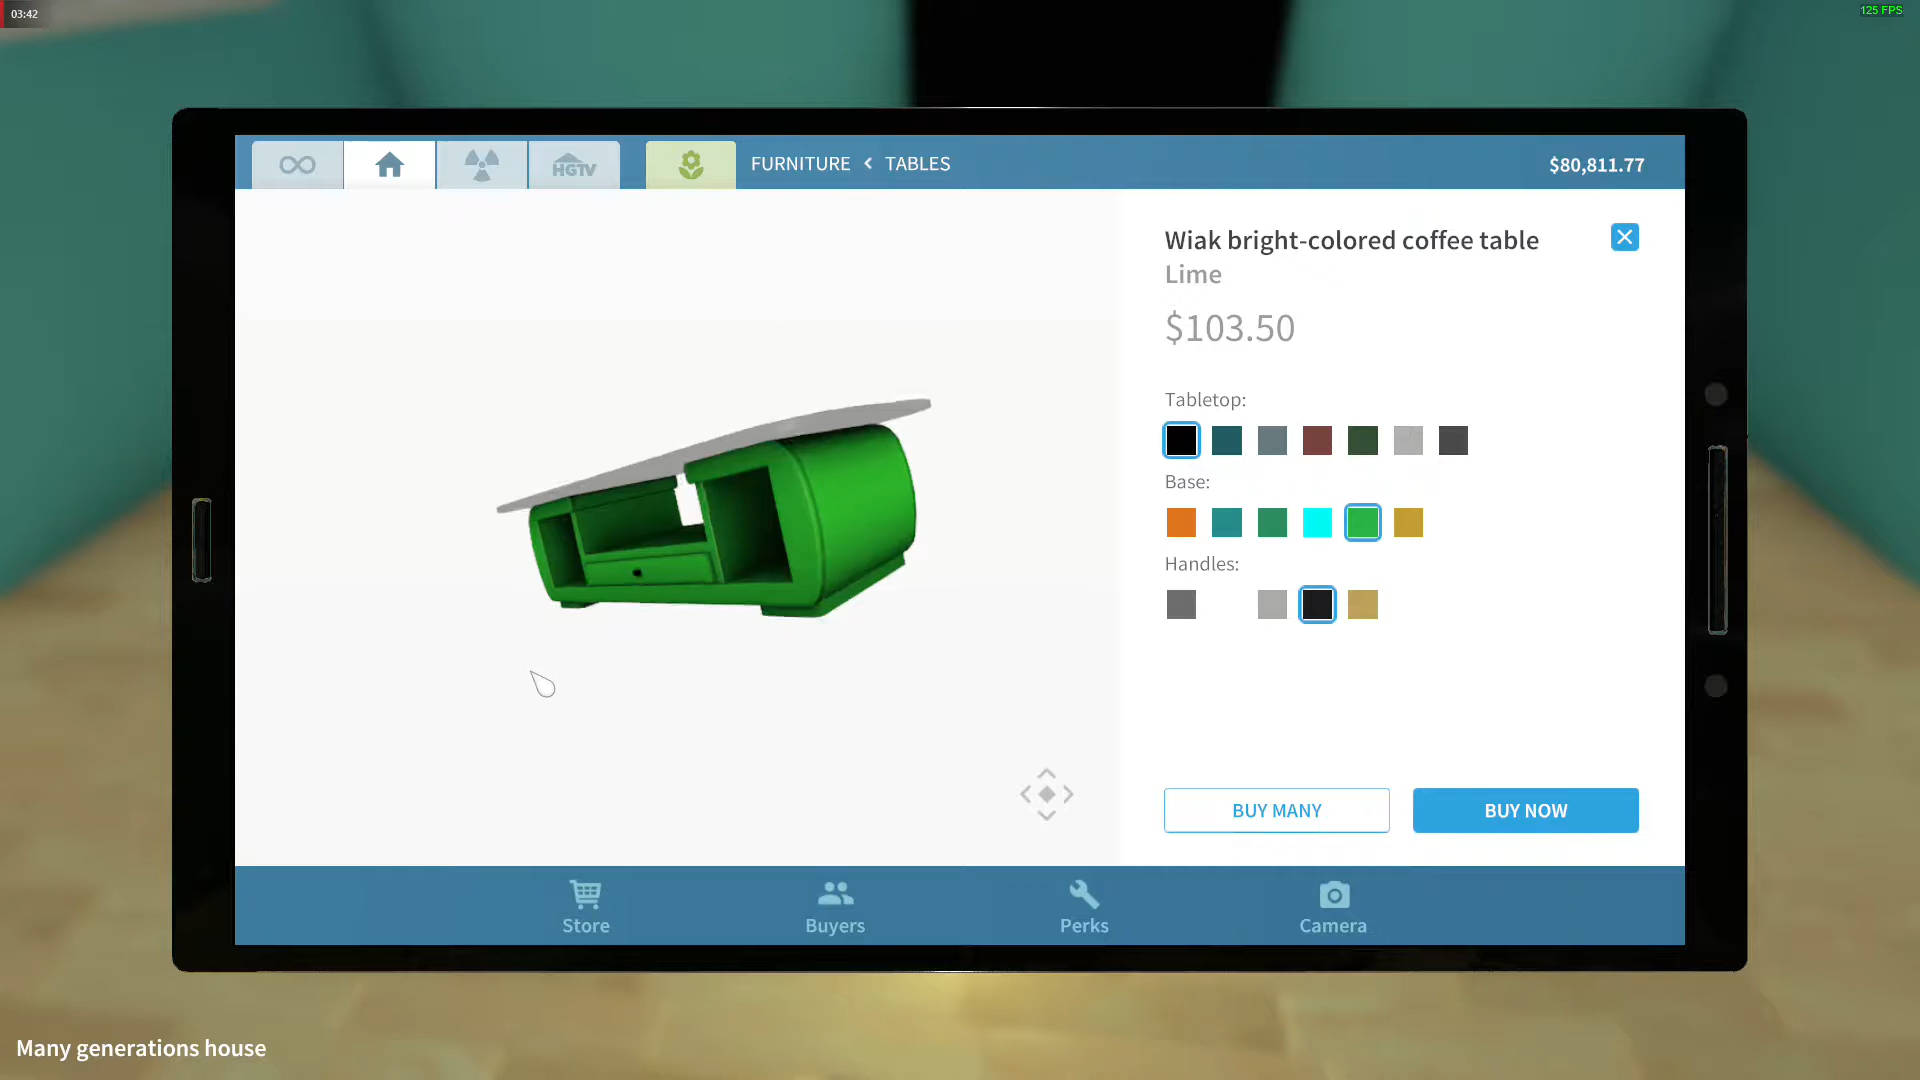 03:42
125 FPS
HGTV
FURNITURE < TABLES
$80,811.77
Wiak bright-colored coffee table
Lime
$103.50
Tabletop:
Base:
Handles:
BUY MANY
BUY NOW
Store
Buyers
Perks
Camera
Many generations house